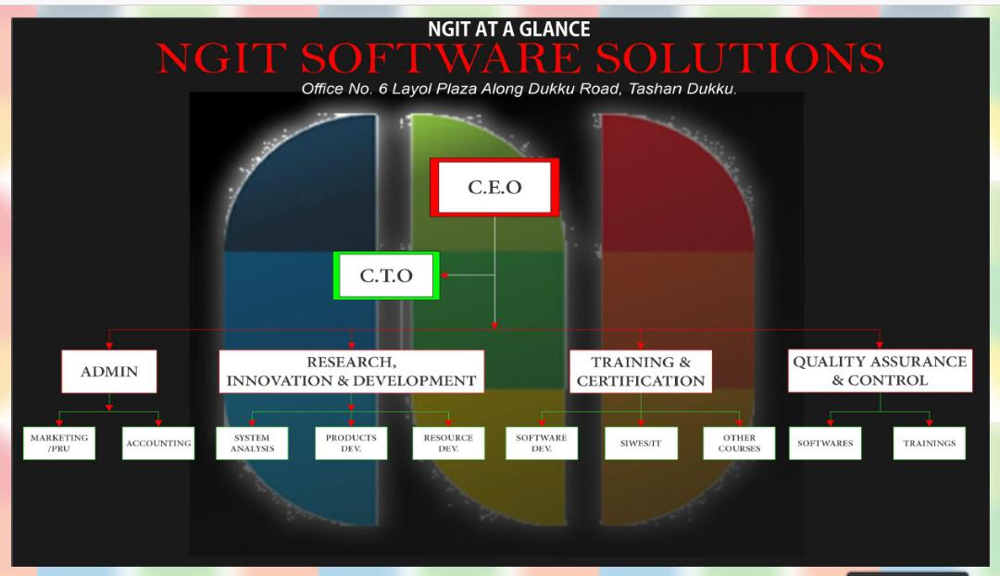 NGIT AT A GLANCE
NGIT SOFTWARE SOLUTIONS
Office No. 6 Layol Plaza Along Dukku Road, Tashan Dukku.
C.E.O
C.T.O
ADMIN
RESEARCH,
INNOVATION & DEVELOPMENT
TRAINING &
CERTIFICATION
QUALITY ASSURANCE
& CONTROL
MARKETING
/PRU
ACCOUNTING
SYSTEM
ANALYSIS
PRODUCTS
DEV.
RESOURCE
DEV.
SOFTWARE
DEV.
SIWES/IT
OTHER
COURSES
SOFTWARES
TRAININGS